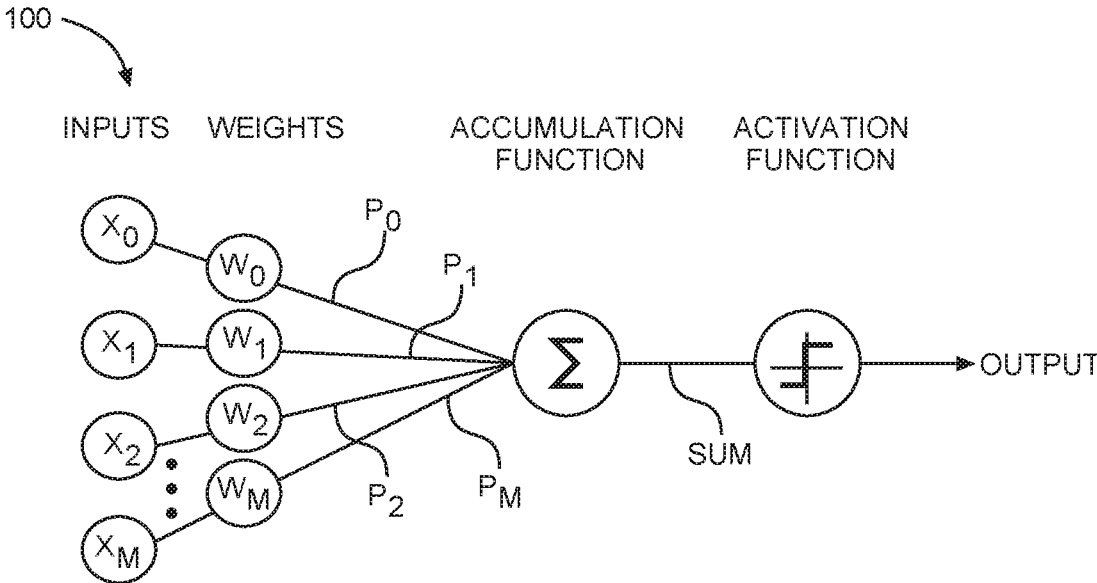 100
INPUTS WEIGHTS ACCUMULATION FUNCTION ACTIVATION FUNCTION
X0 W0 P0
X1 W1 P1
X2 W2 P2
XM WM PM
Σ
SUM
OUTPUT